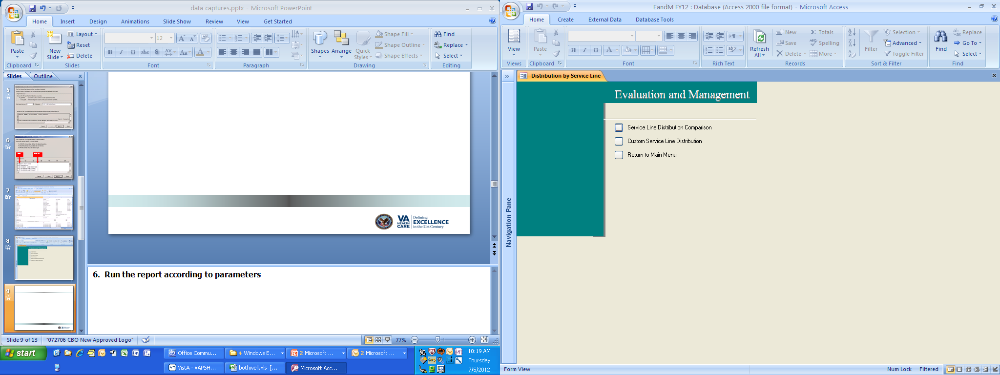 data captures.pptx - Microsoft PowerPoint
Home Insert Design Animations Slide Show Review View Get Started
Paste
Clipboard
New Slide
Layout
Reset
Delete
Slides
12
Font
Paragraph
Shapes Arrange Quick Styles
Shape Fill
Shape Outline
Shape Effects
Drawing
Find
Replace
Select
Editing
Slides Outline
5
6
7
8
9
VA
HEALTH
CARE
Defining
EXCELLENCE
in the 21st Century
6. Run the report according to parameters
Slide 9 of 13 "072706 CBO New Approved Logo" 77%
start
Office Commu...
4 Windows E...
2 Microsoft ...
2 Microsoft ...
VistA - VAPSH...
bothwell.xls [...
Microsoft Acc...
10:19 AM
Thursday
7/5/2012
EandM FY12 : Database (Access 2000 file format) - Microsoft Access
Home Create External Data Database Tools
View
Views
Paste
Clipboard
Font
Rich Text
Refresh All
New
Save
Delete
Totals
Spelling
More
Records
Filter
Selection
Advanced
Toggle Filter
Sort & Filter
Find
Replace
Go To
Select
Find
Distribution by Service Line
Navigation Pane
Evaluation and Management
Service Line Distribution Comparison
Custom Service Line Distribution
Return to Main Menu
Form View
Num Lock Filtered